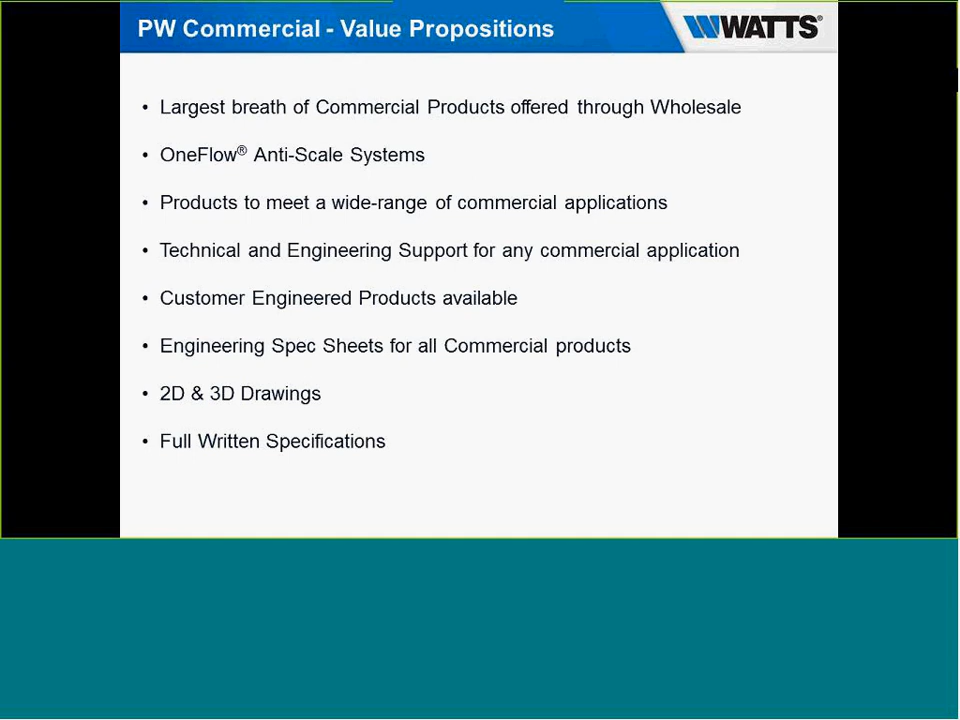 PW Commercial - Value Propositions
WATTS®
• Largest breath of Commercial Products offered through Wholesale
• OneFlow® Anti-Scale Systems
• Products to meet a wide-range of commercial applications
• Technical and Engineering Support for any commercial application
• Customer Engineered Products available
• Engineering Spec Sheets for all Commercial products
• 2D & 3D Drawings
• Full Written Specifications